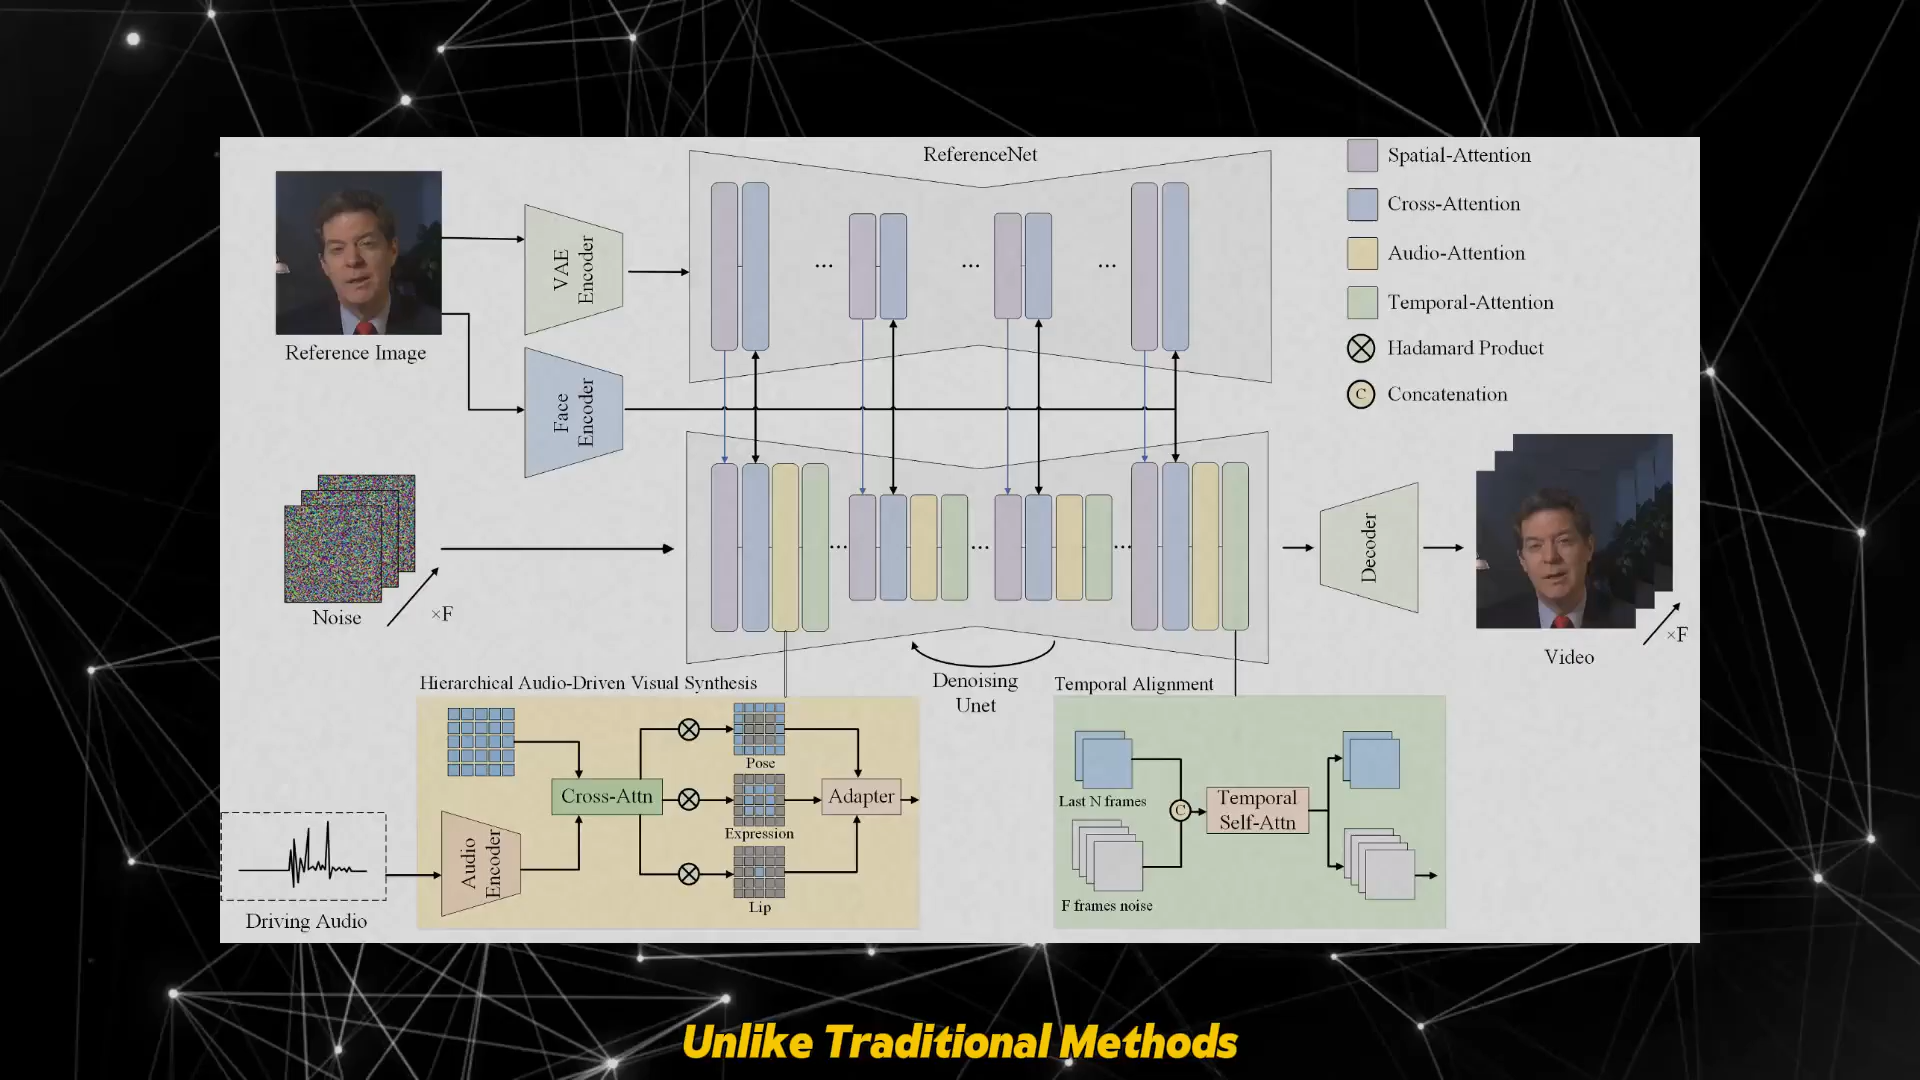 ReferenceNet
Spatial-Attention
Cross-Attention
Audio-Attention
Temporal-Attention
Hadamard Product
C
Concatenation
VAE
Encoder
Reference Image
Face
Encoder
Noise
×F
Decoder
Video
×F
Denoising
Unet
Hierarchical Audio-Driven Visual Synthesis
Cross-Attn
Pose
Expression
Lip
Adapter
Audio
Encoder
Driving Audio
Temporal Alignment
Last N frames
C
Temporal
Self-Attn
F frames noise
Unlike Traditional Methods